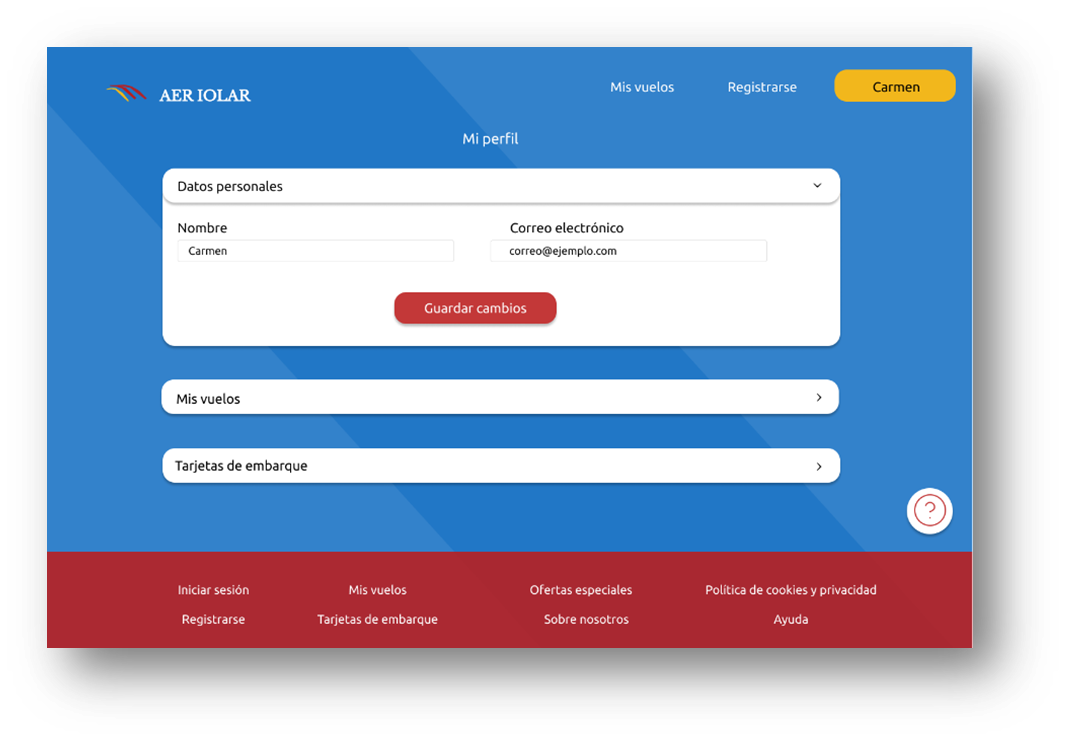 AER IOLAR
Mis vuelos
Registrarse
Carmen
Mi perfil
Datos personales
Nombre
Correo electrónico
Carmen
correo@ejemplo.com
Guardar cambios
Mis vuelos
Tarjetas de embarque
?
Iniciar sesión
Mis vuelos
Ofertas especiales
Política de cookies y privacidad
Registrarse
Tarjetas de embarque
Sobre nosotros
Ayuda